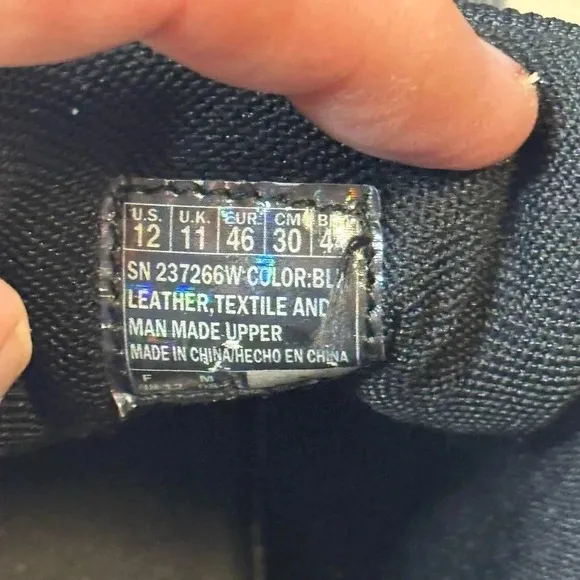 U.S. U.K. EUR. CM
12 11 46 30
SN 237266W COLOR:BL
LEATHER,TEXTILE AND
MAN MADE UPPER
MADE IN CHINA/HECHO EN CHINA
F M